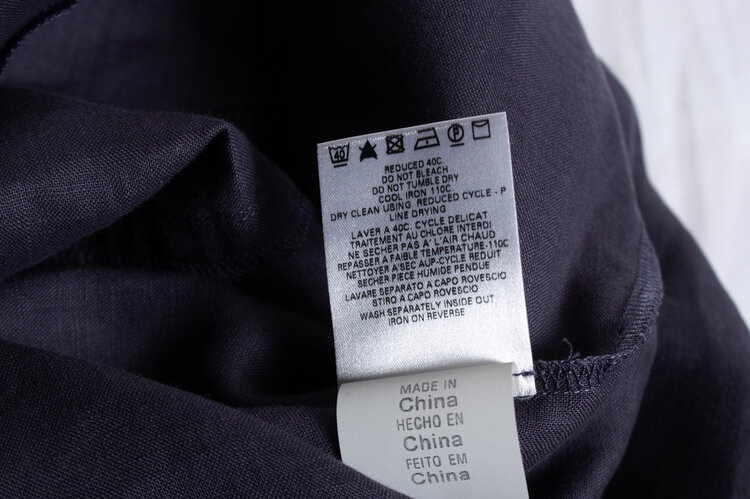 40 P
REDUCED 40C
DO NOT BLEACH
DO NOT TUMBLE DRY
COOL IRON 110C
DRY CLEAN USING REDUCED CYCLE - P
LINE DRYING
LAVER A 40C. CYCLE DELICAT
TRAITEMENT AU CHLORE INTERDI
NE SECHER PAS A L'AIR CHAUD
REPASSER A FAIBLE TEMPERATURE-110C
NETTOYER A'SEC AUP-CYCLE REDUIT
SECHER PIECE HUMIDE PENDUE
LAVARE SEPARATO A CAPO ROVESCIO
STIRO A CAPO ROVESCIO
WASH SEPARATELY INSIDE OUT
IRON ON REVERSE
MADE IN
China
HECHO EN
China
FEITO EM
China